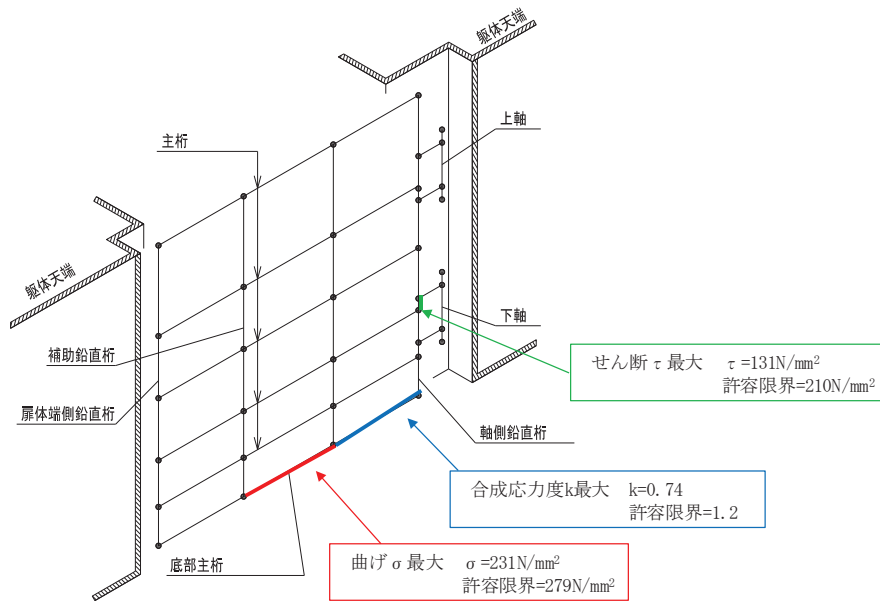 躯体天端
主桁
上軸
躯体天端
下軸
補助鉛直桁
扉体端側鉛直桁
軸側鉛直桁
底部主桁
せん断τ最大 τ=131N/mm²
許容限界=210N/mm²
合成応力度k最大 k=0.74
許容限界=1.2
曲げσ最大 σ=231N/mm²
許容限界=279N/mm²